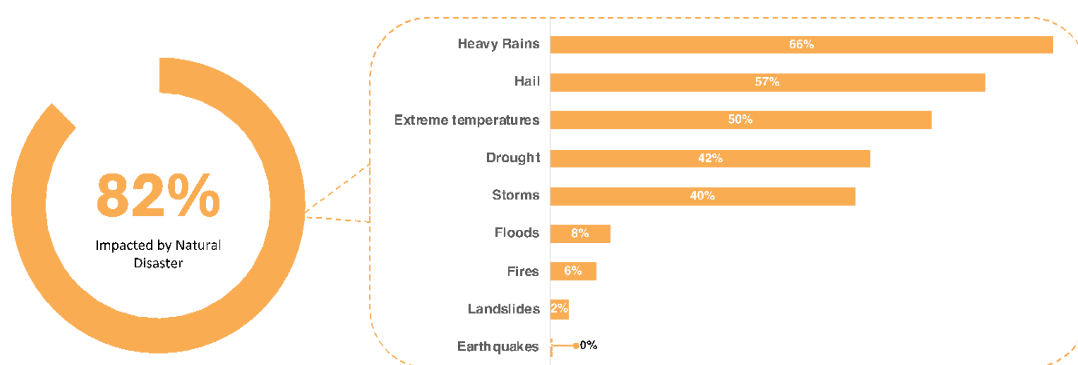 82%
Impacted by Natural
Disaster
Heavy Rains 66%
Hail 57%
Extreme temperatures 50%
Drought 42%
Storms 40%
Floods 8%
Fires 6%
Landslides 2%
Earthquakes 0%